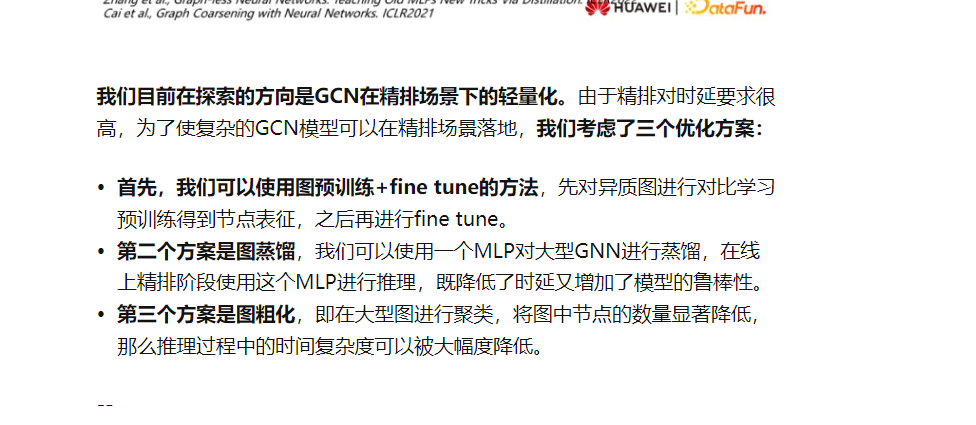 Zhang et al., Graph-less Neural Networks: Teaching Old MLPs New Tricks Via Distillation. ICLR2022
Cai et al., Graph Coarsening with Neural Networks. ICLR2021
HUAWEI | DataFun.
我们目前在探索的方向是GCN在精排场景下的轻量化。由于精排对时延要求很
高，为了使复杂的GCN模型可以在精排场景落地，我们考虑了三个优化方案：
• 首先，我们可以使用图预训练+fine tune的方法，先对异质图进行对比学习
预训练得到节点表征，之后再进行fine tune。
• 第二个方案是图蒸馏，我们可以使用一个MLP对大型GNN进行蒸馏，在线
上精排阶段使用这个MLP进行推理，既降低了时延又增加了模型的鲁棒性。
• 第三个方案是图粗化，即在大型图进行聚类，将图中节点的数量显著降低，
那么推理过程中的时间复杂度可以被大幅度降低。
--